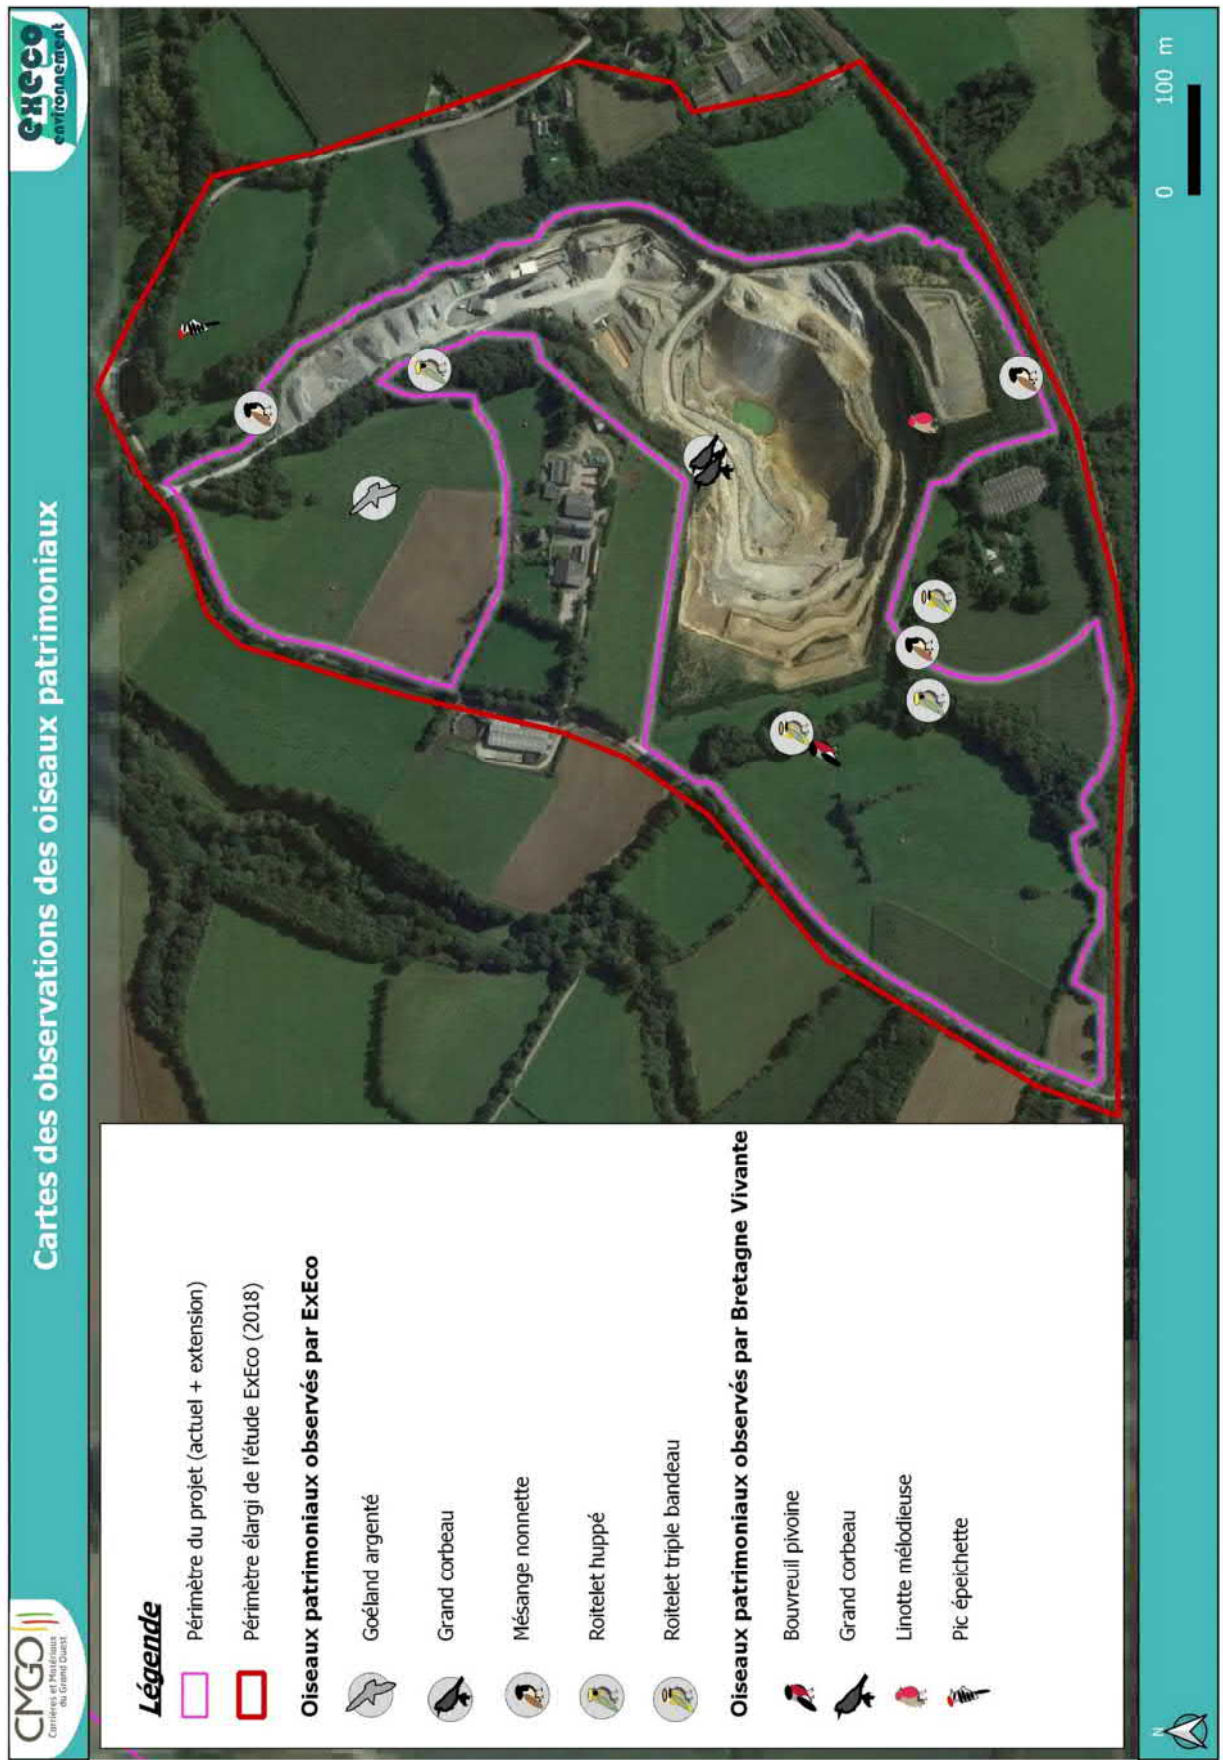 CMGO
Carrières et Matériaux
du Grand Ouest
Cartes des observations des oiseaux patrimoniaux
execo
environnement
Légende
Périmètre du projet (actuel + extension)
Périmètre élargi de l'étude ExEco (2018)
Oiseaux patrimoniaux observés par ExEco
Goéland argenté
Grand corbeau
Mésange nonnette
Roitelet huppé
Roitelet triple bandeau
Oiseaux patrimoniaux observés par Bretagne Vivante
Bouvreuil pivoine
Grand corbeau
Linotte mélodieuse
Pic épeichette
N
0 100 m